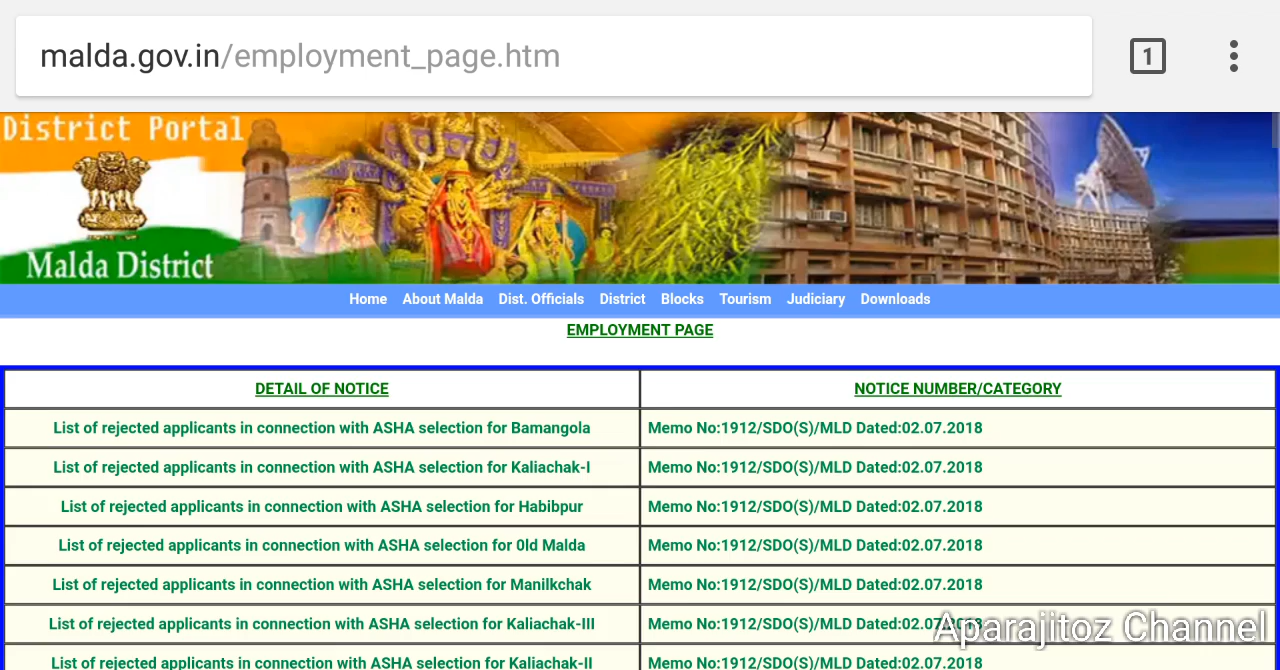 malda.gov.in/employment_page.htm
1
District Portal
Malda District
Home About Malda Dist. Officials District Blocks Tourism Judiciary Downloads
EMPLOYMENT PAGE
DETAIL OF NOTICE NOTICE NUMBER/CATEGORY
List of rejected applicants in connection with ASHA selection for Bamangola Memo No:1912/SDO(S)/MLD Dated:02.07.2018
List of rejected applicants in connection with ASHA selection for Kaliachak-I Memo No:1912/SDO(S)/MLD Dated:02.07.2018
List of rejected applicants in connection with ASHA selection for Habibpur Memo No:1912/SDO(S)/MLD Dated:02.07.2018
List of rejected applicants in connection with ASHA selection for 0ld Malda Memo No:1912/SDO(S)/MLD Dated:02.07.2018
List of rejected applicants in connection with ASHA selection for Manilkchak Memo No:1912/SDO(S)/MLD Dated:02.07.2018
List of rejected applicants in connection with ASHA selection for Kaliachak-III Memo No:1912/SDO(S)/MLD Dated:02.07.2018
Aparajitoz Channel
List of rejected applicants in connection with ASHA selection for Kaliachak-II Memo No:1912/SDO(S)/MLD Dated:02.07.2018